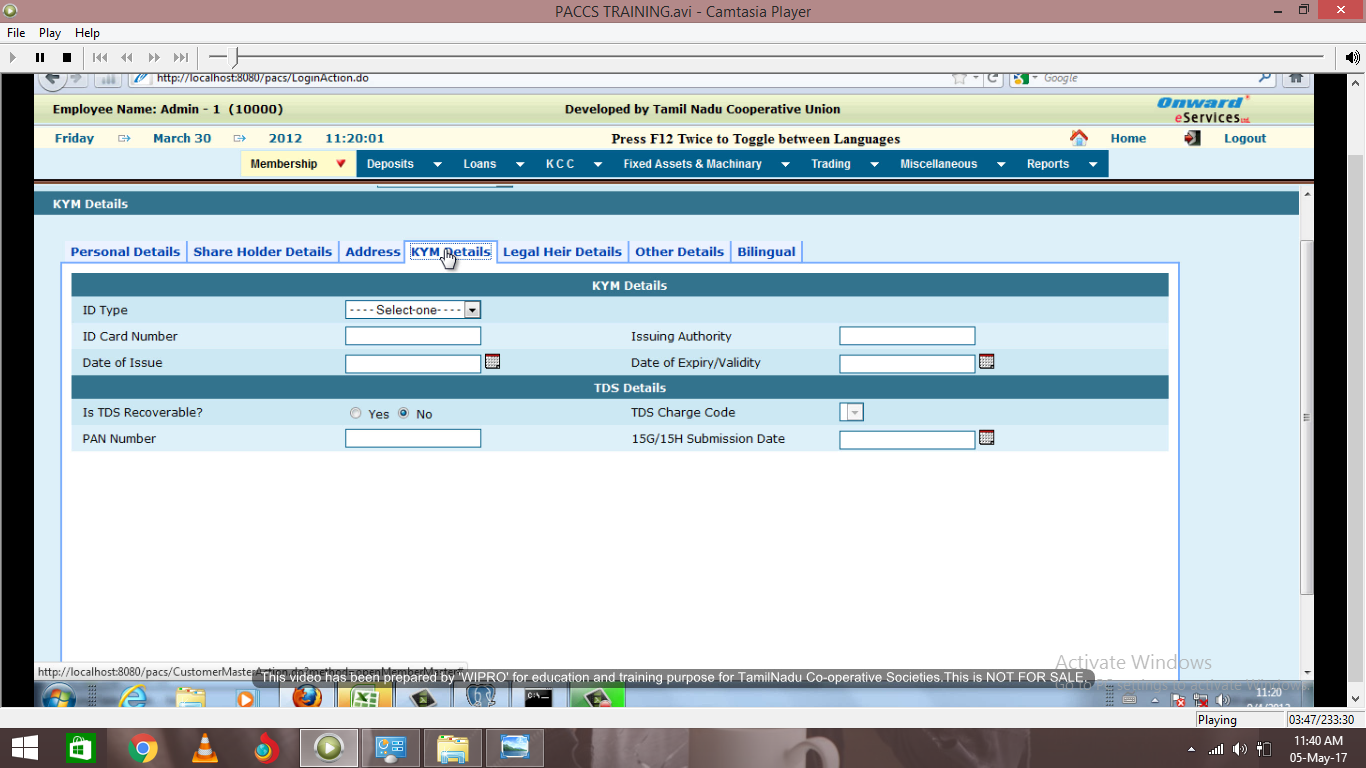 PACCS TRAINING.avi - Camtasia Player
File Play Help
http://localhost:8080/pacs/LoginAction.do
Google
Employee Name: Admin - 1 (10000)
Developed by Tamil Nadu Cooperative Union
Onward
eServices
Friday March 30 2012 11:20:01
Press F12 Twice to Toggle between Languages
Home Logout
Membership Deposits Loans K C C Fixed Assets & Machinary Trading Miscellaneous Reports
KYM Details
Personal Details Share Holder Details Address KYM Details Legal Heir Details Other Details Bilingual
KYM Details
ID Type ----Select-one----
ID Card Number Issuing Authority
Date of Issue Date of Expiry/Validity
TDS Details
Is TDS Recoverable? Yes No TDS Charge Code
PAN Number 15G/15H Submission Date
Activate Windows
http://localhost:8080/pacs/CustomerMasterAction.do?method=openMemberMaster#
This video has been prepared by 'WIPRO' for education and training purpose for TamilNadu Co-operative Societies.This is NOT FOR SALE.
11:20
Playing 03:47/233:30
11:40 AM
05-May-17